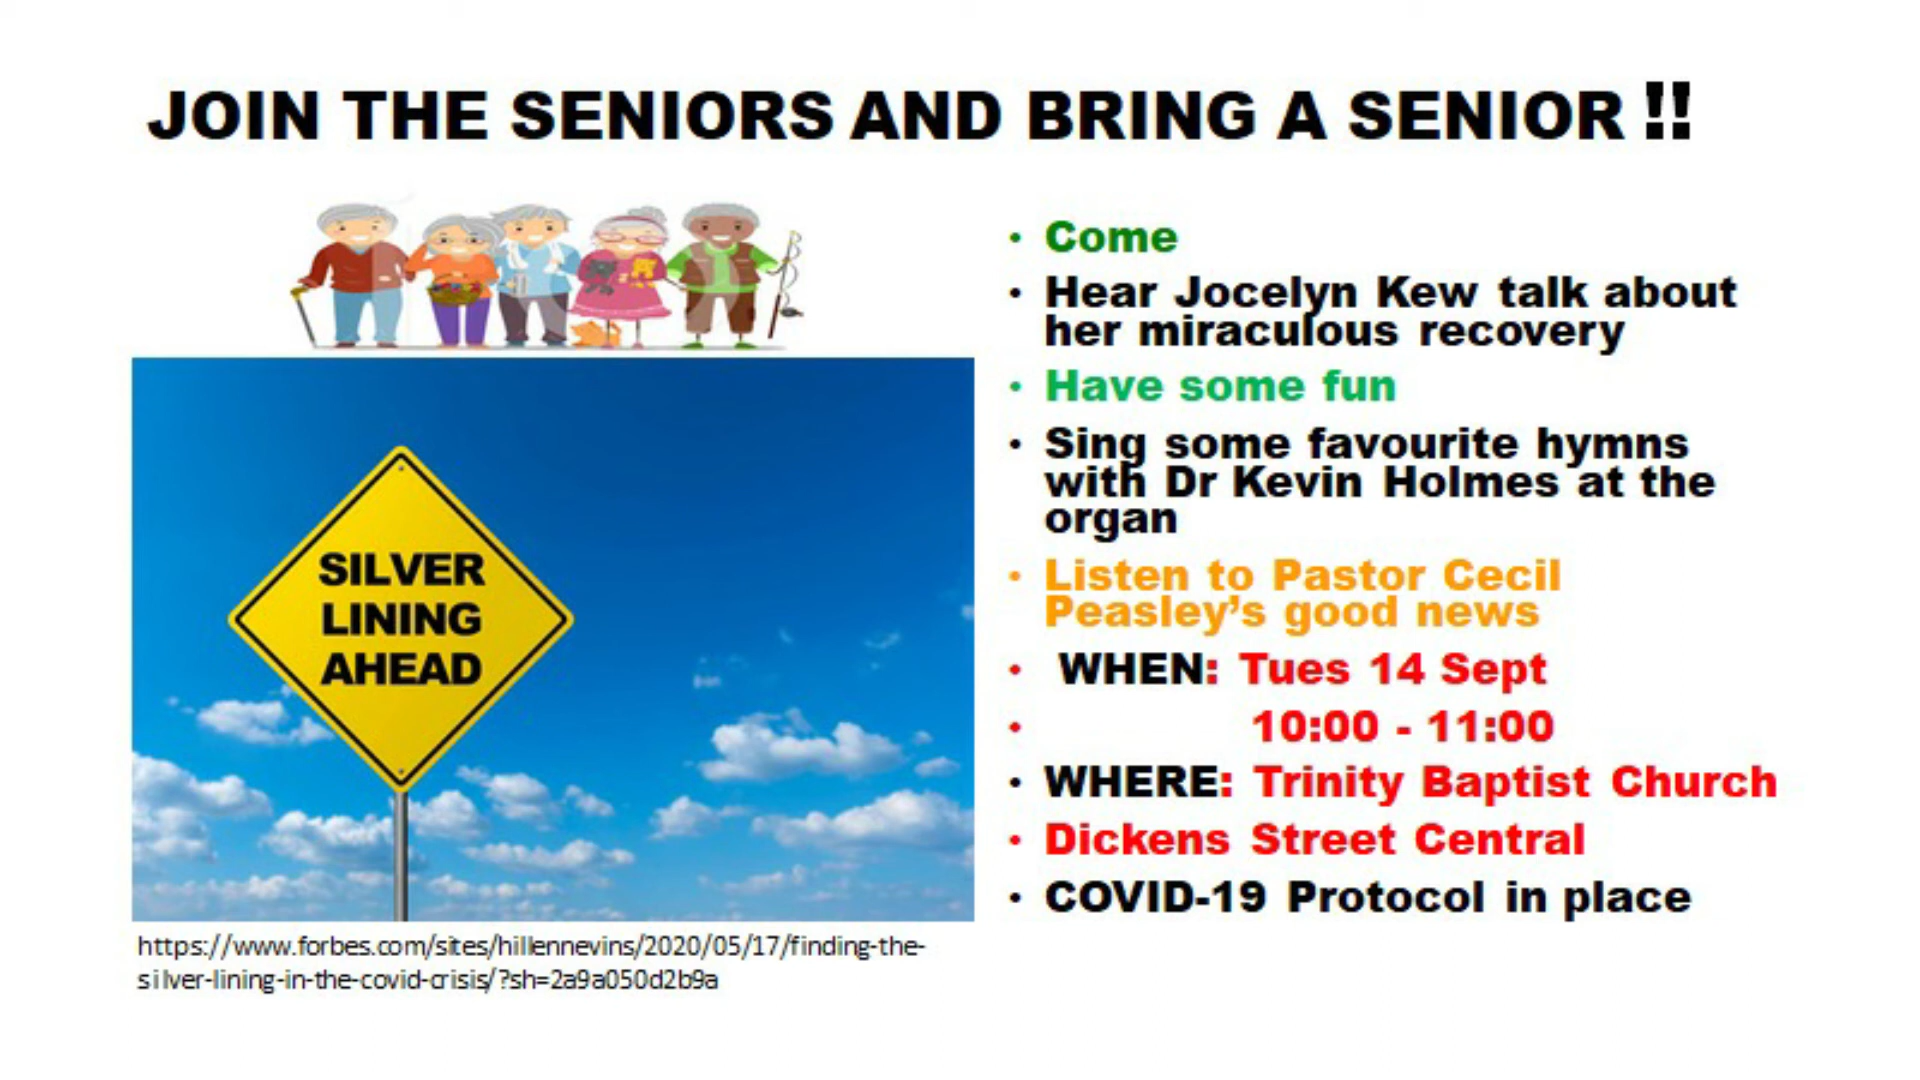 JOIN THE SENIORS AND BRING A SENIOR !!
SILVER
LINING
AHEAD
https://www.forbes.com/sites/hillennevins/2020/05/17/finding-the-
silver-lining-in-the-covid-crisis/?sh=2a9a050d2b9a
• Come
• Hear Jocelyn Kew talk about
her miraculous recovery
• Have some fun
• Sing some favourite hymns
with Dr Kevin Holmes at the
organ
• Listen to Pastor Cecil
Peasley’s good news
• WHEN: Tues 14 Sept
• 10:00 - 11:00
• WHERE: Trinity Baptist Church
• Dickens Street Central
• COVID-19 Protocol in place